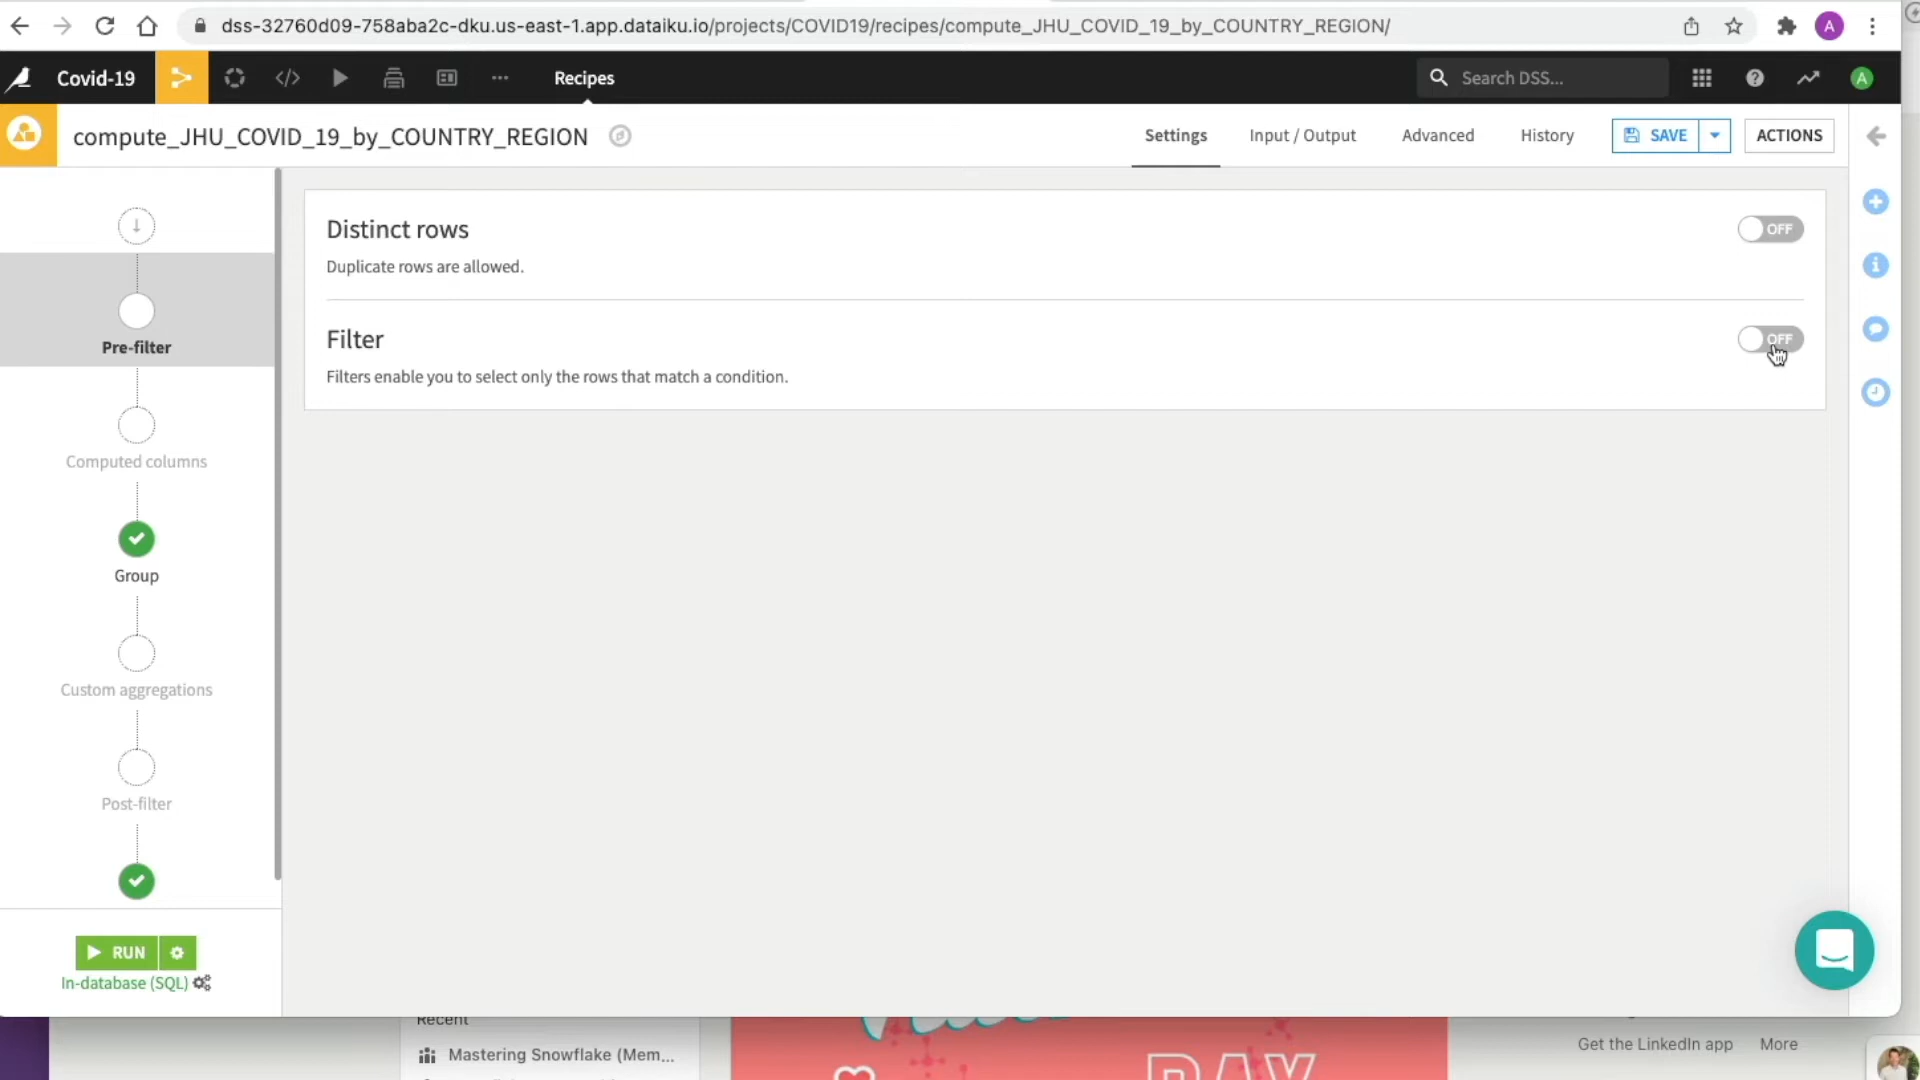 dss-32760d09-758aba2c-dku.us-east-1.app.dataiku.io/projects/COVID19/recipes/compute_JHU_COVID_19_by_COUNTRY_REGION/
A
Covid-19
Recipes
Search DSS...
A
compute_JHU_COVID_19_by_COUNTRY_REGION
Settings
Input / Output
Advanced
History
SAVE
ACTIONS
Distinct rows
OFF
Duplicate rows are allowed.
Filter
OFF
Filters enable you to select only the rows that match a condition.
Pre-filter
Computed columns
Group
Custom aggregations
Post-filter
RUN
In-database (SQL)
Recent
Mastering Snowflake (Mem...
DAY
Get the LinkedIn app
More